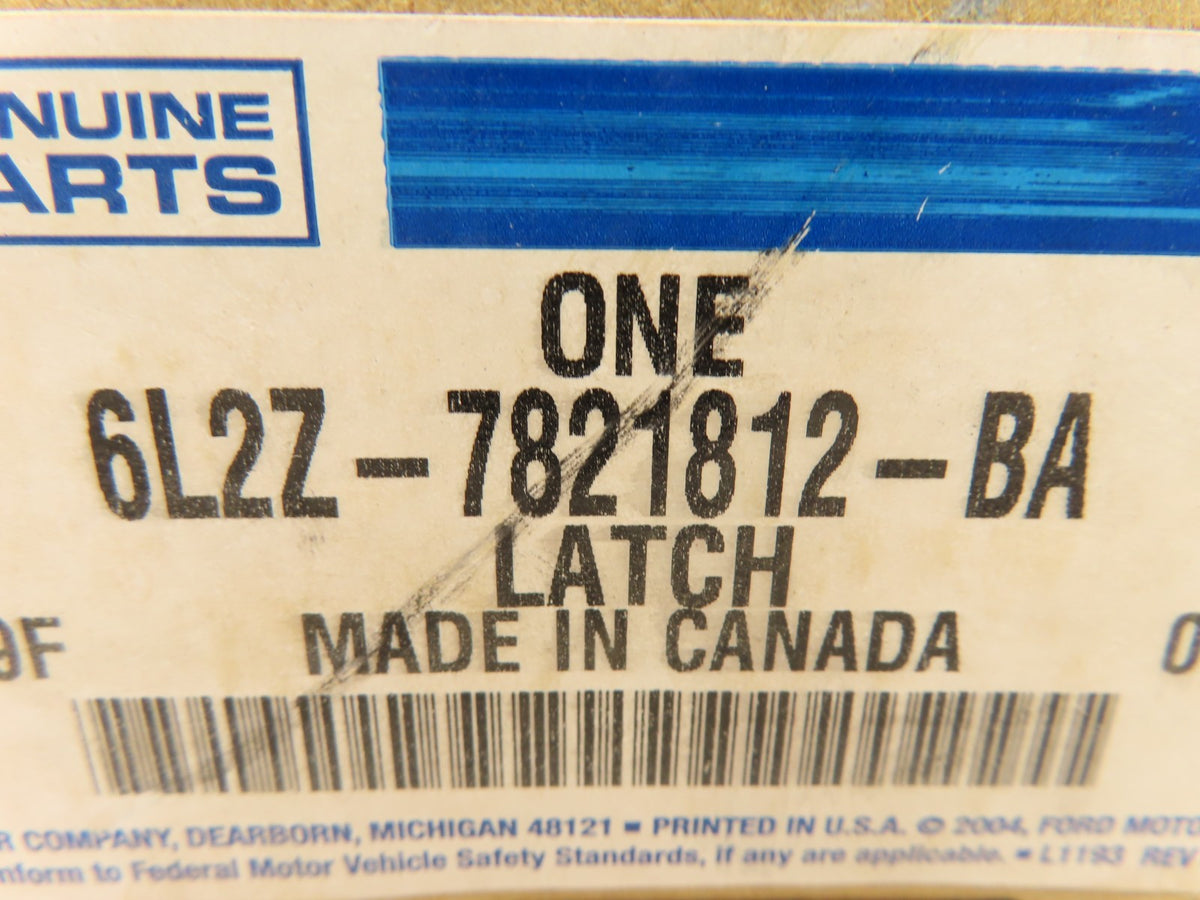 NUINE
ARTS
ONE
6L2Z-7821812-BA
LATCH
9F MADE IN CANADA 0
R COMPANY, DEARBORN, MICHIGAN 48121 ▪ PRINTED IN U.S.A. © 2004, FORD MOTO
nform to Federal Motor Vehicle Safety Standards, if any are applicable. ▪ L1193 REV